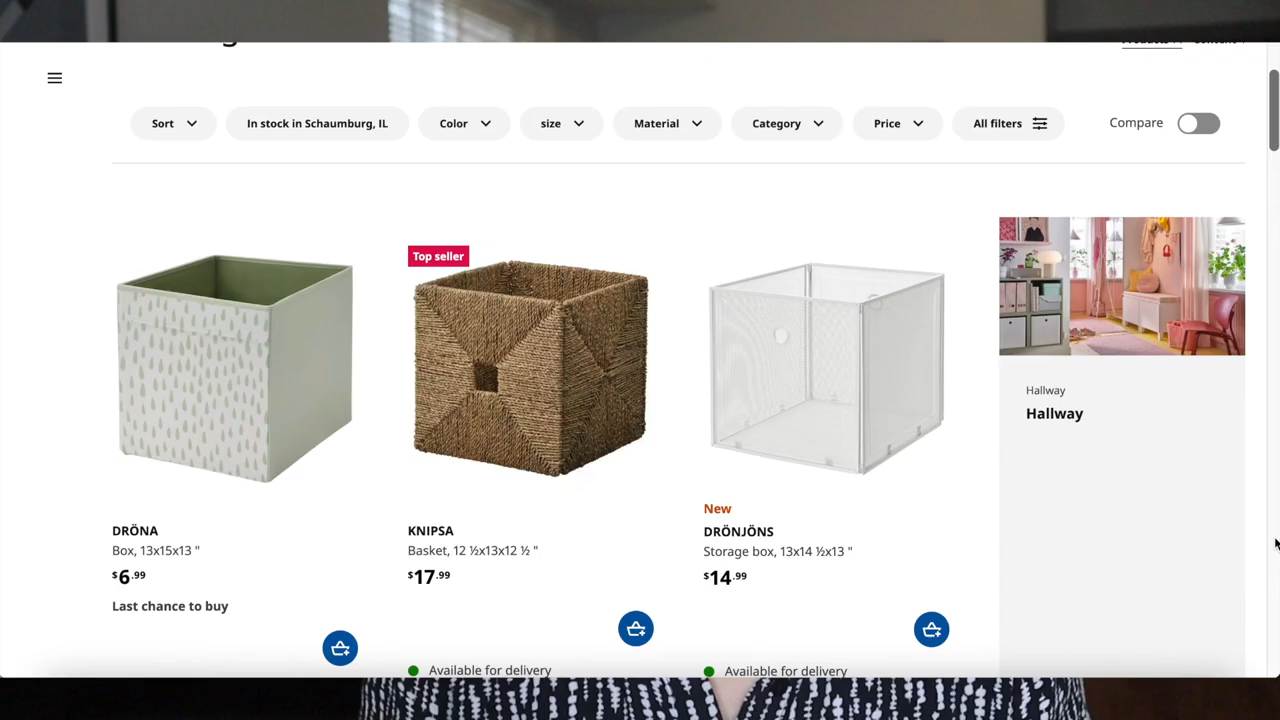 Sort
In stock in Schaumburg, IL
Color
size
Material
Category
Price
All filters
Compare
Top seller
New
DRÖNA
Box, 13x15x13 "
$6.99
Last chance to buy
KNIPSA
Basket, 12 ½x13x12 ½ "
$17.99
Available for delivery
DRÖNJÖNS
Storage box, 13x14 ½x13 "
$14.99
Available for delivery
Hallway
Hallway